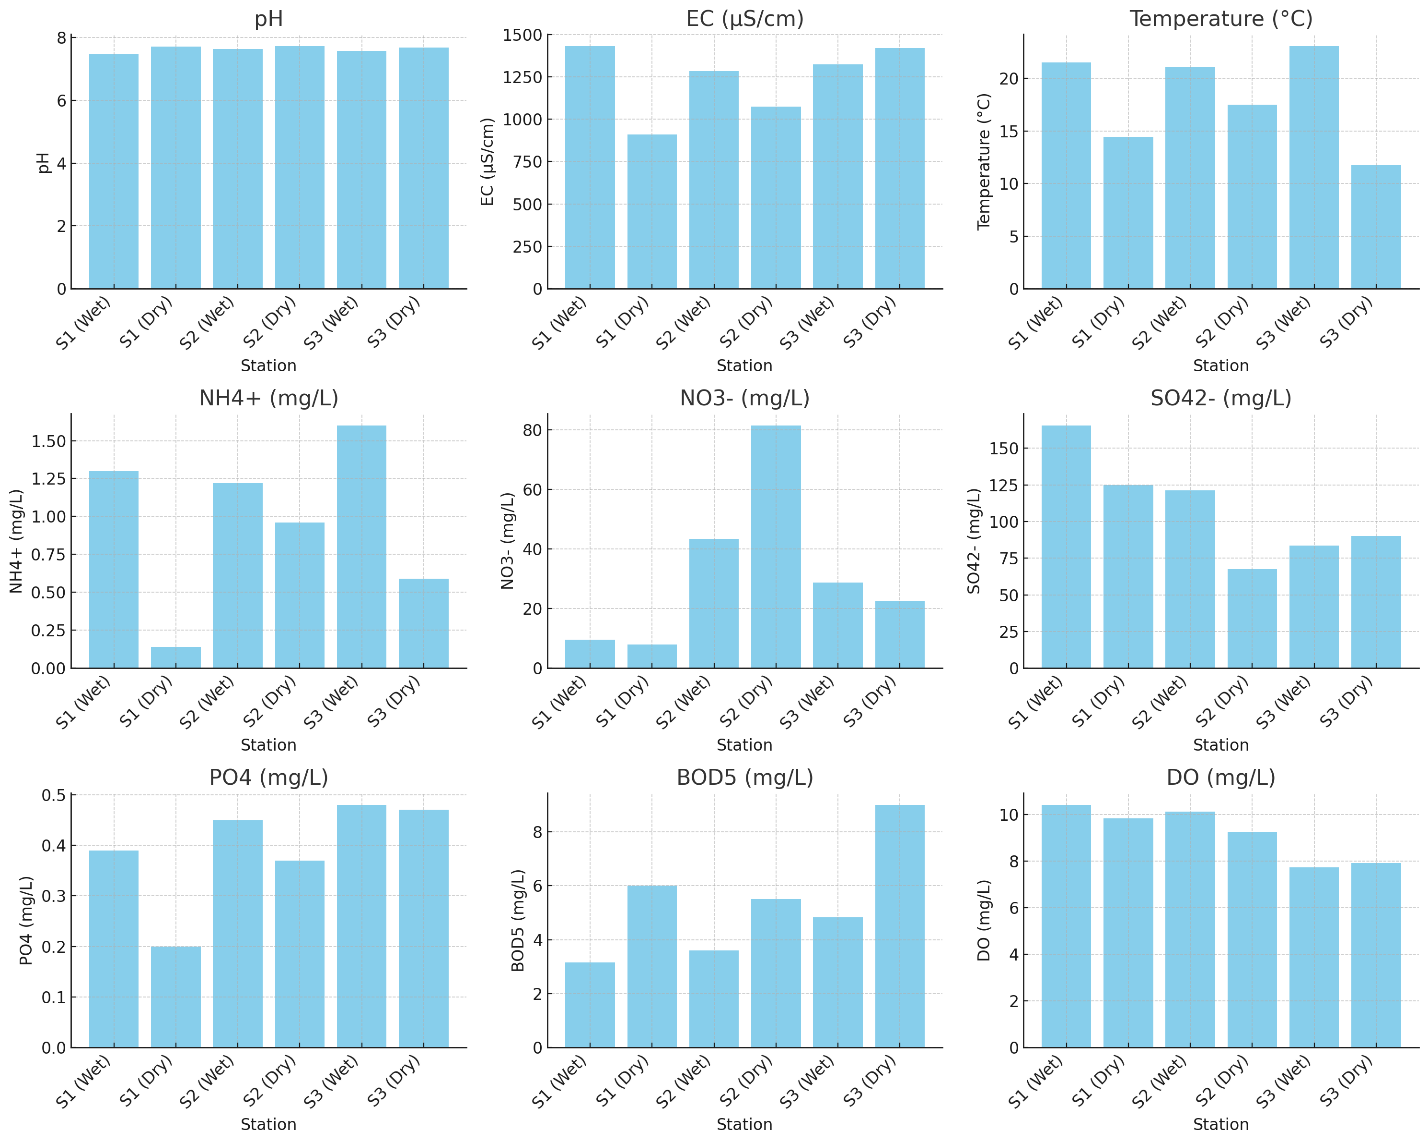 pH
8
6
4
2
0
pH
S1 (Wet)
S1 (Dry)
S2 (Wet)
S2 (Dry)
S3 (Wet)
S3 (Dry)
Station
EC (µS/cm)
1500
1250
1000
750
500
250
0
EC (µS/cm)
S1 (Wet)
S1 (Dry)
S2 (Wet)
S2 (Dry)
S3 (Wet)
S3 (Dry)
Station
Temperature (°C)
20
15
10
5
0
Temperature (°C)
S1 (Wet)
S1 (Dry)
S2 (Wet)
S2 (Dry)
S3 (Wet)
S3 (Dry)
Station
NH4+ (mg/L)
1.50
1.25
1.00
0.75
0.50
0.25
0.00
NH4+ (mg/L)
S1 (Wet)
S1 (Dry)
S2 (Wet)
S2 (Dry)
S3 (Wet)
S3 (Dry)
Station
NO3- (mg/L)
80
60
40
20
0
NO3- (mg/L)
S1 (Wet)
S1 (Dry)
S2 (Wet)
S2 (Dry)
S3 (Wet)
S3 (Dry)
Station
SO42- (mg/L)
150
125
100
75
50
25
0
SO42- (mg/L)
S1 (Wet)
S1 (Dry)
S2 (Wet)
S2 (Dry)
S3 (Wet)
S3 (Dry)
Station
PO4 (mg/L)
0.5
0.4
0.3
0.2
0.1
0.0
PO4 (mg/L)
S1 (Wet)
S1 (Dry)
S2 (Wet)
S2 (Dry)
S3 (Wet)
S3 (Dry)
Station
BOD5 (mg/L)
8
6
4
2
0
BOD5 (mg/L)
S1 (Wet)
S1 (Dry)
S2 (Wet)
S2 (Dry)
S3 (Wet)
S3 (Dry)
Station
DO (mg/L)
10
8
6
4
2
0
DO (mg/L)
S1 (Wet)
S1 (Dry)
S2 (Wet)
S2 (Dry)
S3 (Wet)
S3 (Dry)
Station